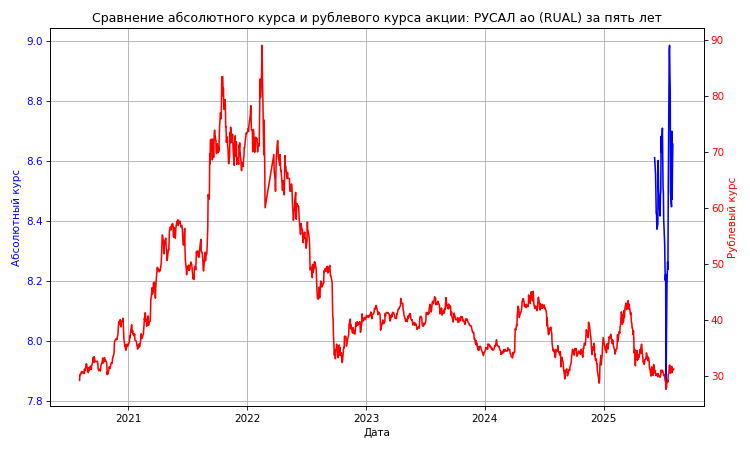 Сравнение абсолютного курса и рублевого курса акции: РУСАЛ ао (RUAL) за пять лет
9.0
8.8
8.6
8.4
8.2
8.0
7.8
Абсолютный курс
90
80
70
60
50
40
30
Рублевый курс
2021 2022 2023 2024 2025
Дата